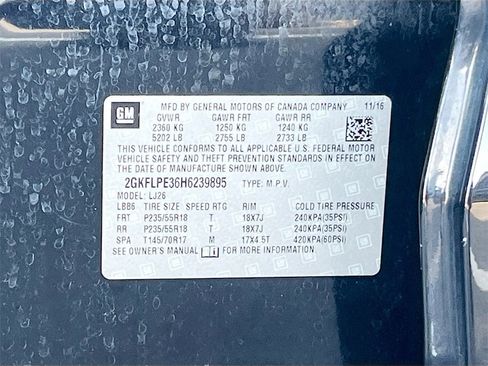 GM
MFD BY GENERAL MOTORS OF CANADA COMPANY 11/16
GVWR GAWR FRT GAWR RR
2360 KG 1250 KG 1240 KG
5202 LB 2755 LB 2733 LB
THIS VEHICLE CONFORMS TO ALL APPLICABLE U.S. FEDERAL MOTOR
VEHICLE SAFETY AND THEFT PREVENTION STANDARDS IN EFFECT
ON THE DATE OF MANUFACTURE SHOWN ABOVE.
2GKFLPE36H6239895 TYPE: M.P.V.
MODEL: LJ26
LBB6 TIRE SIZE SPEED RTG RIM COLD TIRE PRESSURE
FRT P235/55R18 T 18X7J 240KPA(35PSI)
RR P235/55R18 T 18X7J 240KPA(35PSI)
SPA T145/70R17 M 17X4.5T 420KPA(60PSI)
SEE OWNER'S MANUAL FOR MORE INFORMATION.